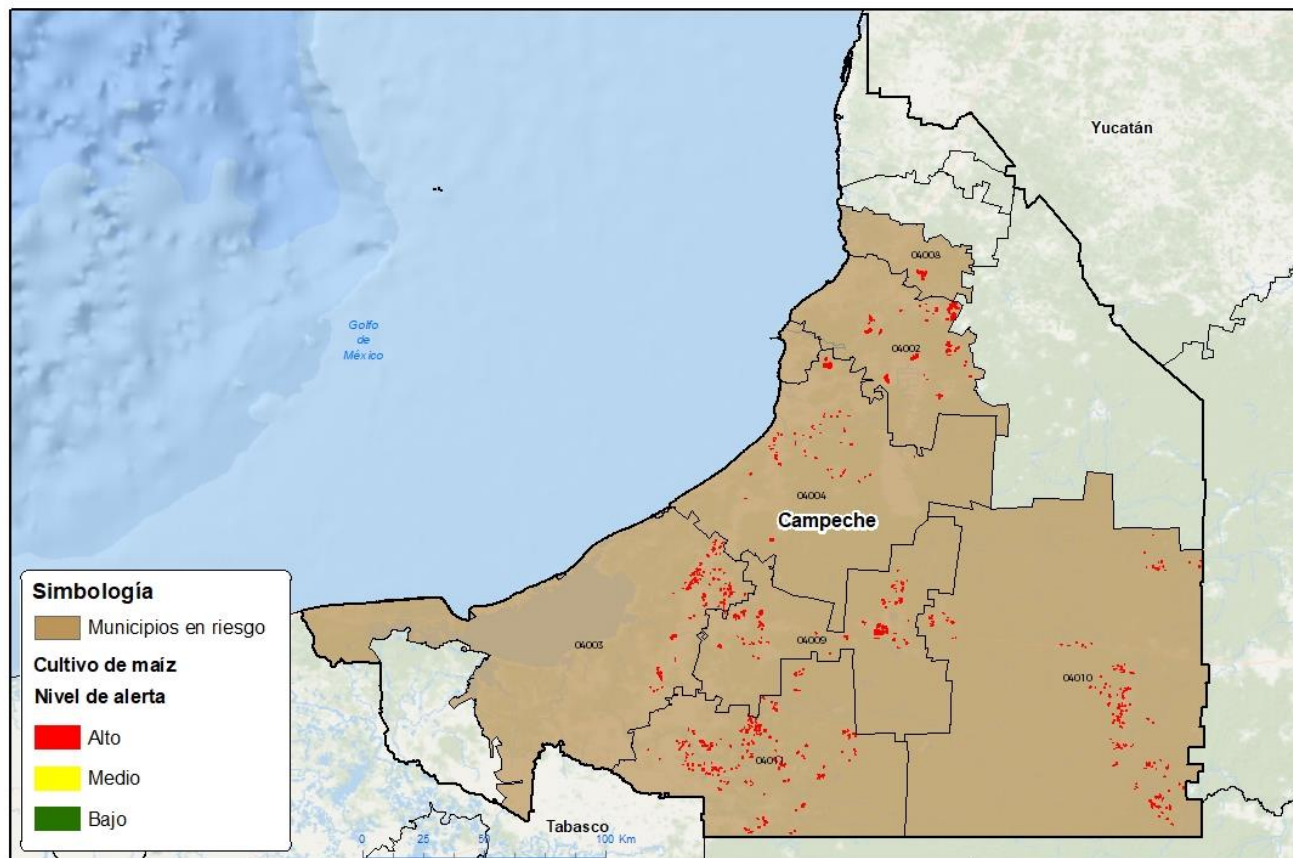 Yucatán
04008
Golfo
de
México
04002
04004
Campeche
04003
04009
04010
04011
Simbología
Municipios en riesgo
Cultivo de maíz
Nivel de alerta
Alto
Medio
Bajo
Tabasco
0 25 50 100 Km